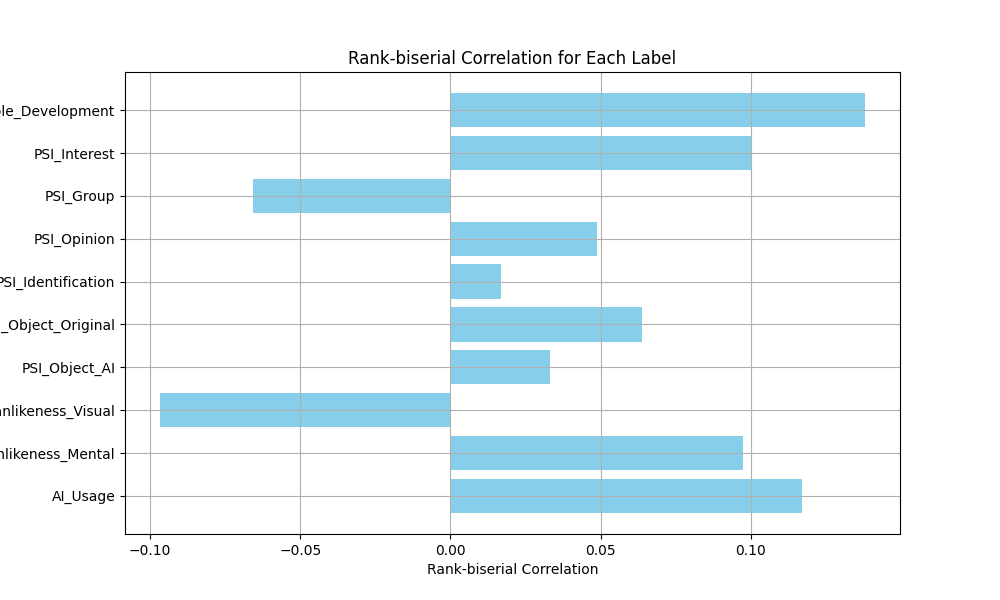 Rank-biserial Correlation for Each Label
le_Development
PSI_Interest
PSI_Group
PSI_Opinion
PSI_Identification
_Object_Original
PSI_Object_AI
nlikeness_Visual
nlikeness_Mental
AI_Usage
−0.10 −0.05 0.00 0.05 0.10
Rank-biserial Correlation